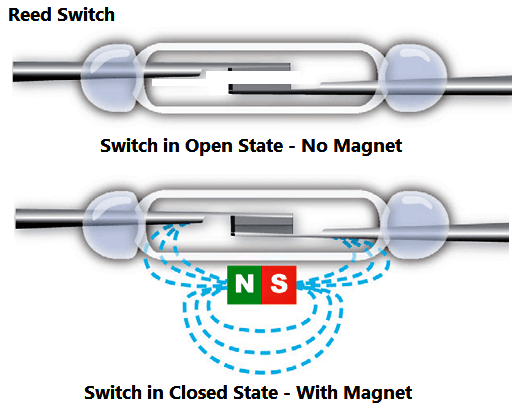 Reed Switch
Switch in Open State - No Magnet
N S
Switch in Closed State - With Magnet